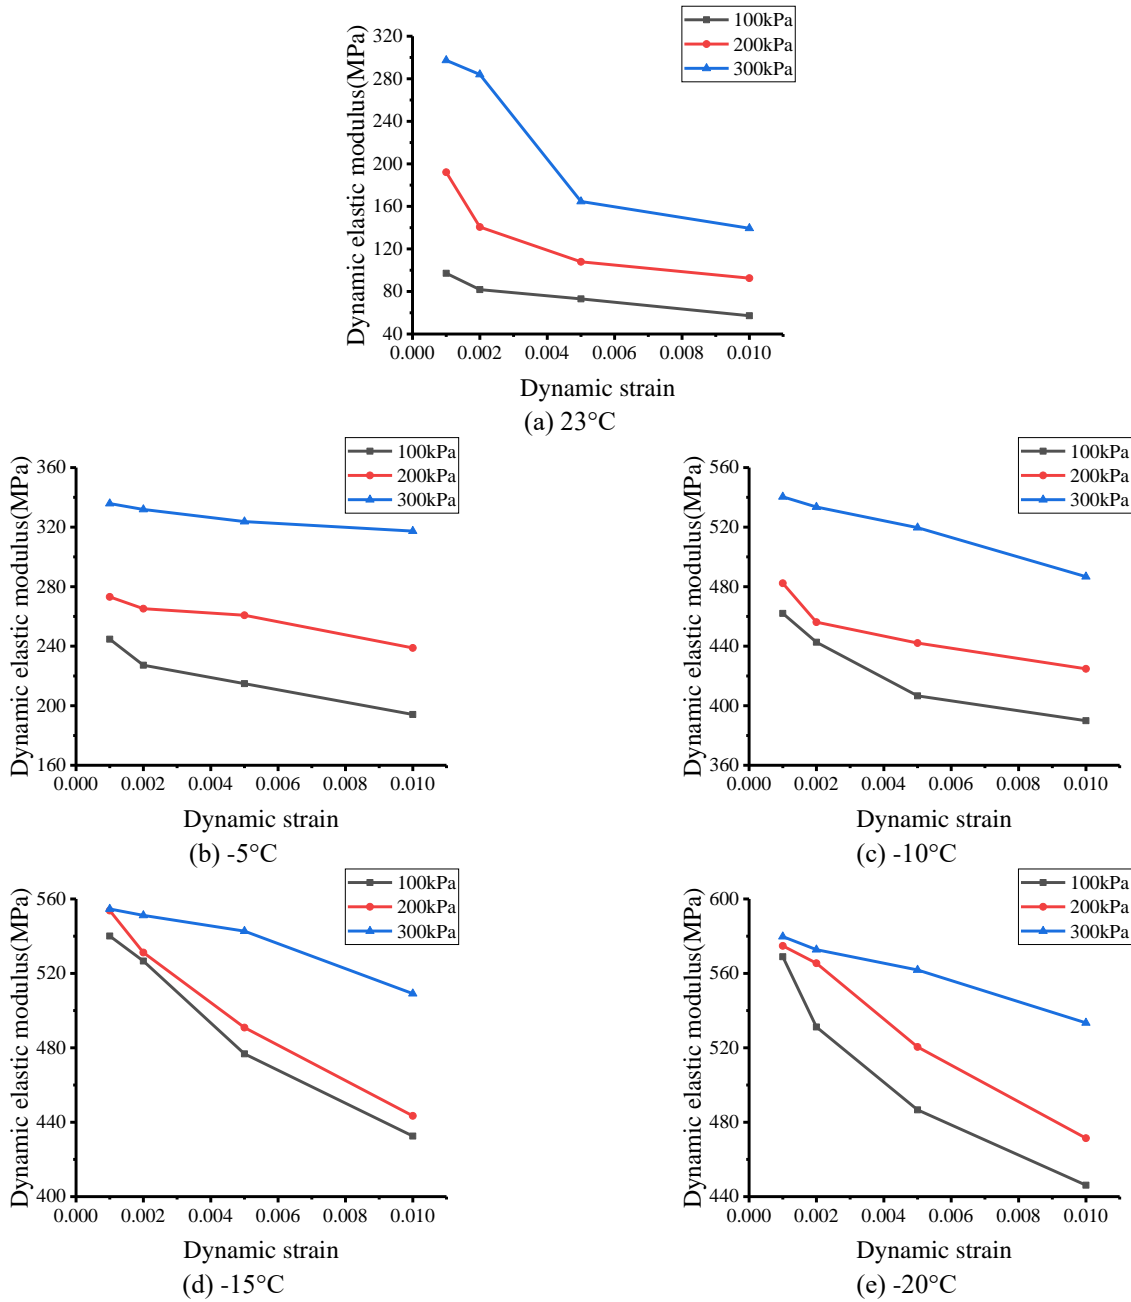 100kPa
200kPa
300kPa
Dynamic elastic modulus(MPa)
320
280
240
200
160
120
80
40
0.000 0.002 0.004 0.006 0.008 0.010
Dynamic strain
(a) 23°C
100kPa
200kPa
300kPa
Dynamic elastic modulus(MPa)
360
320
280
240
200
160
0.000 0.002 0.004 0.006 0.008 0.010
Dynamic strain
(b) -5°C
100kPa
200kPa
300kPa
Dynamic elastic modulus(MPa)
560
520
480
440
400
360
0.000 0.002 0.004 0.006 0.008 0.010
Dynamic strain
(c) -10°C
100kPa
200kPa
300kPa
Dynamic elastic modulus(MPa)
560
520
480
440
400
0.000 0.002 0.004 0.006 0.008 0.010
Dynamic strain
(d) -15°C
100kPa
200kPa
300kPa
Dynamic elastic modulus(MPa)
600
560
520
480
440
0.000 0.002 0.004 0.006 0.008 0.010
Dynamic strain
(e) -20°C